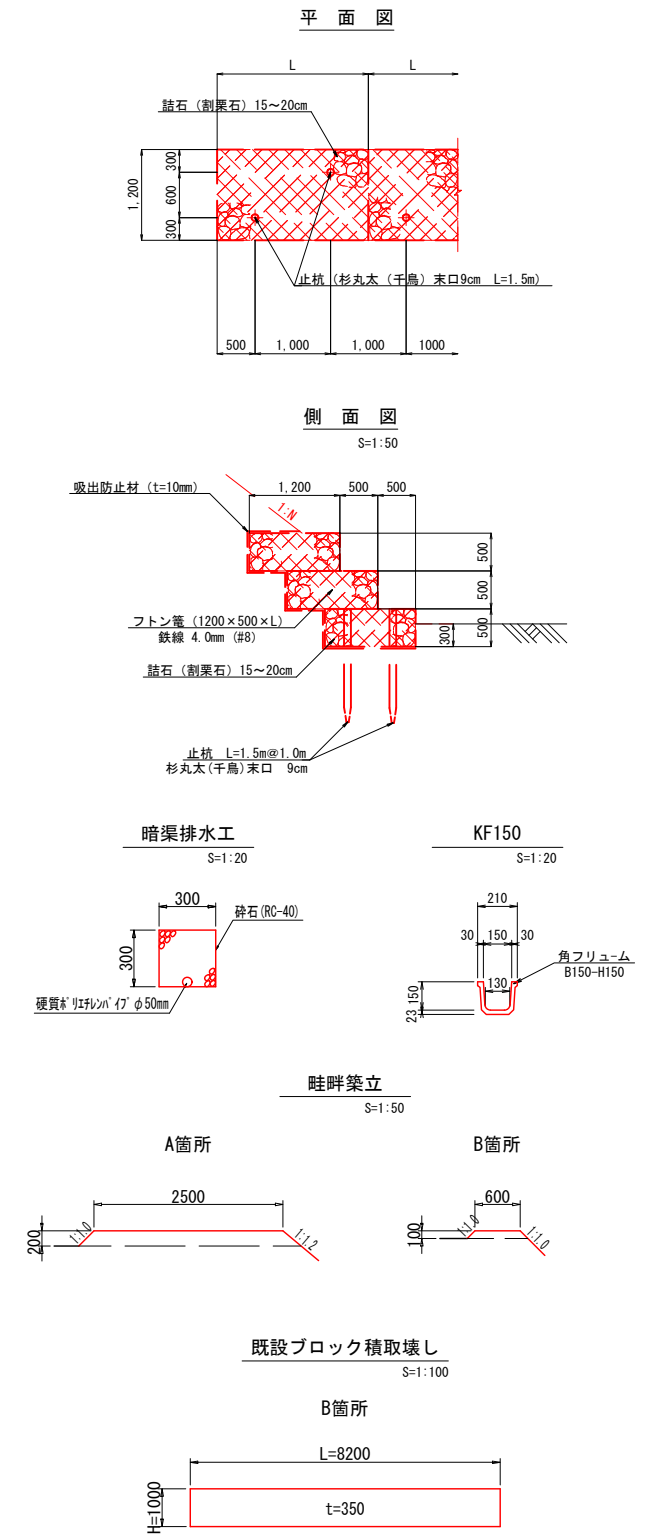 平 面 図
L
L
詰石（割栗石）15～20cm
1,200
300
600
300
止杭（杉丸太（千鳥）末口9cm L=1.5m）
500
1,000
1,000
1000
側 面 図
S=1:50
吸出防止材（t=10mm）
1,200
500
500
1:N
500
500
500
300
フトン篭（1200×500×L）
鉄線 4.0mm（#8）
詰石（割栗石）15～20cm
止杭 L=1.5m@1.0m
杉丸太(千鳥)末口 9cm
暗渠排水工
S=1:20
300
300
砕石(RC-40)
硬質ﾎﾟﾘｴﾁﾚﾝﾊﾟｲﾌﾟφ50mm
KF150
S=1:20
210
30
150
30
130
150
23
角フリューム
B150-H150
畦畔築立
S=1:50
A箇所
2500
200
1:1.0
1:1.2
B箇所
600
100
1:1.0
1:1.0
既設ブロック積取壊し
S=1:100
B箇所
L=8200
H=1000
t=350